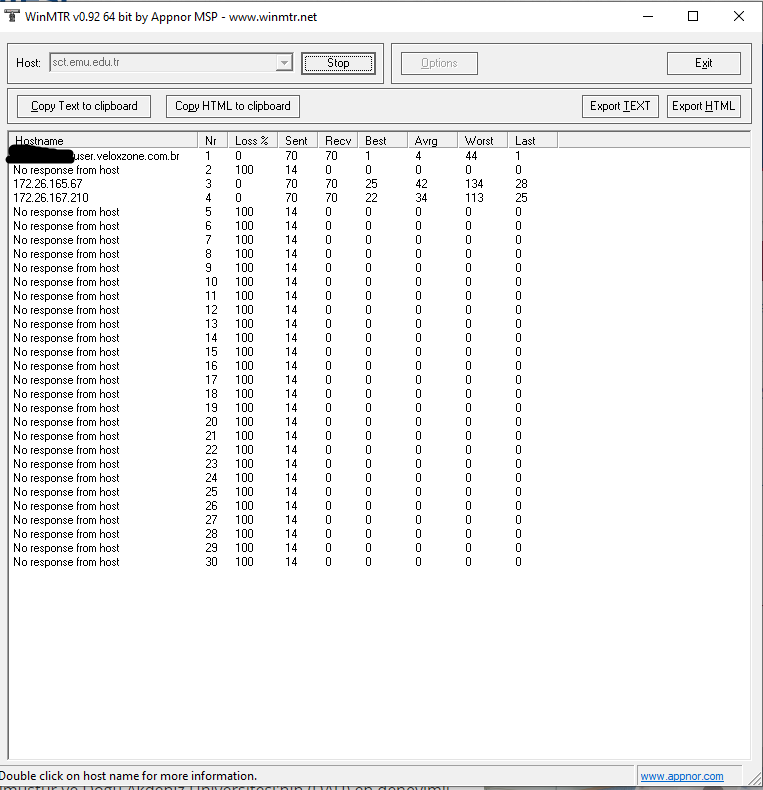 WinMTR v0.92 64 bit by Appnor MSP - www.winmtr.net
Host: sct.emu.edu.tr Stop Options Exit
Copy Text to clipboard Copy HTML to clipboard Export TEXT Export HTML
Hostname Nr Loss % Sent Recv Best Avrg Worst Last
user.veloxzone.com.br 1 0 70 70 1 4 44 1
No response from host 2 100 14 0 0 0 0 0
172.26.165.67 3 0 70 70 25 42 134 28
172.26.167.210 4 0 70 70 22 34 113 25
No response from host 5 100 14 0 0 0 0 0
No response from host 6 100 14 0 0 0 0 0
No response from host 7 100 14 0 0 0 0 0
No response from host 8 100 14 0 0 0 0 0
No response from host 9 100 14 0 0 0 0 0
No response from host 10 100 14 0 0 0 0 0
No response from host 11 100 14 0 0 0 0 0
No response from host 12 100 14 0 0 0 0 0
No response from host 13 100 14 0 0 0 0 0
No response from host 14 100 14 0 0 0 0 0
No response from host 15 100 14 0 0 0 0 0
No response from host 16 100 14 0 0 0 0 0
No response from host 17 100 14 0 0 0 0 0
No response from host 18 100 14 0 0 0 0 0
No response from host 19 100 14 0 0 0 0 0
No response from host 20 100 14 0 0 0 0 0
No response from host 21 100 14 0 0 0 0 0
No response from host 22 100 14 0 0 0 0 0
No response from host 23 100 14 0 0 0 0 0
No response from host 24 100 14 0 0 0 0 0
No response from host 25 100 14 0 0 0 0 0
No response from host 26 100 14 0 0 0 0 0
No response from host 27 100 14 0 0 0 0 0
No response from host 28 100 14 0 0 0 0 0
No response from host 29 100 14 0 0 0 0 0
No response from host 30 100 14 0 0 0 0 0
Double click on host name for more information. www.appnor.com